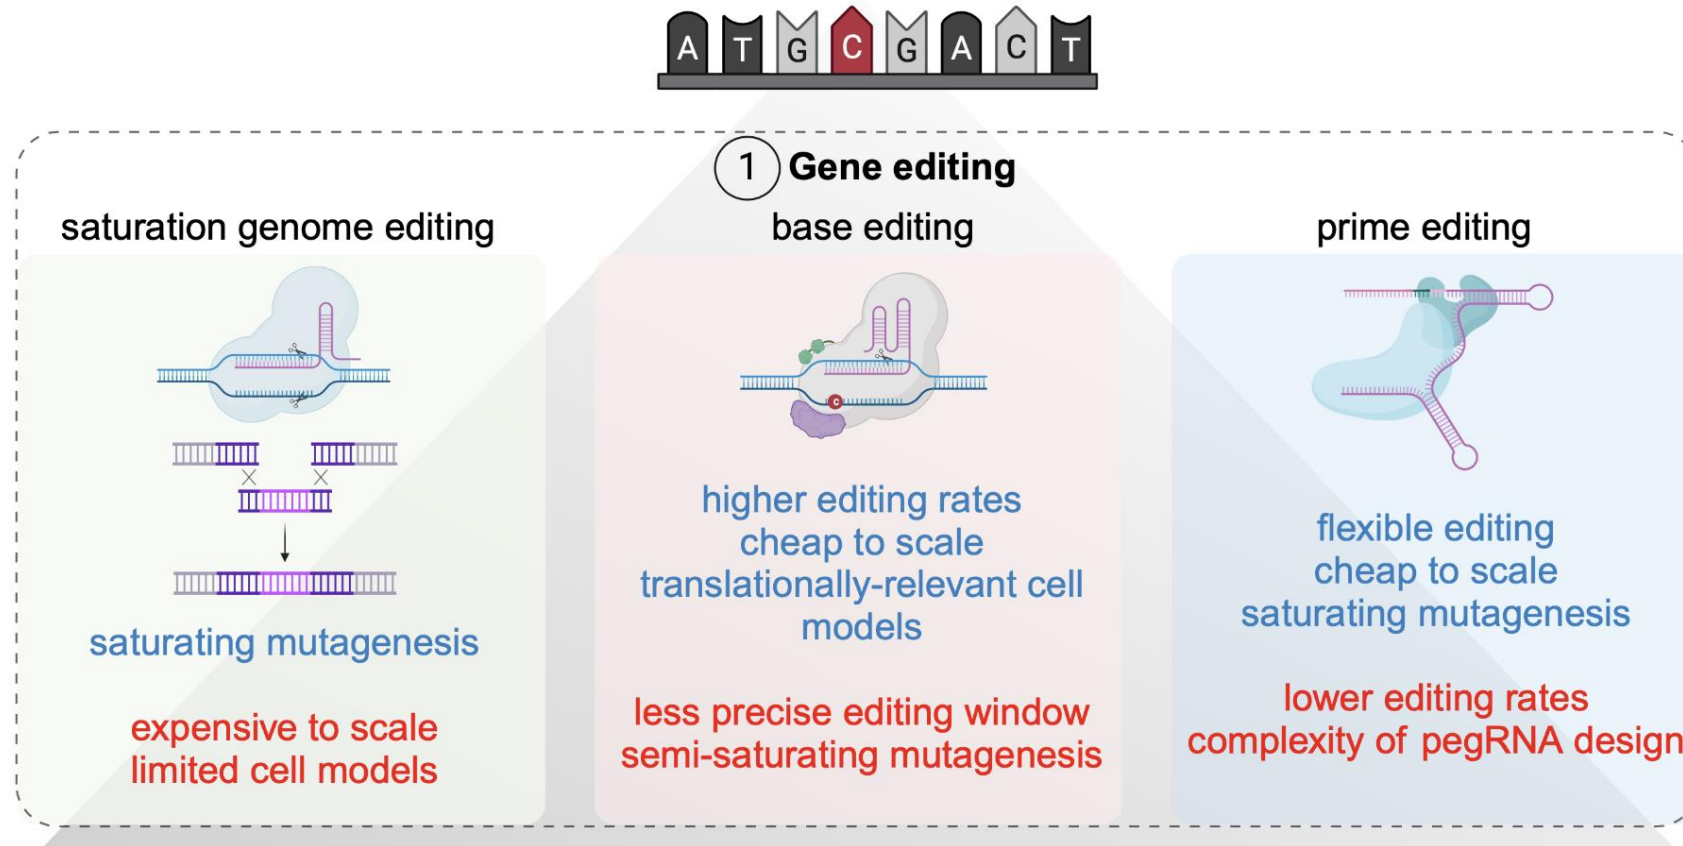 A T G C G A C T
1 Gene editing
saturation genome editing
base editing
prime editing
c
saturating mutagenesis
expensive to scale
limited cell models
higher editing rates
cheap to scale
translationally-relevant cell
models
less precise editing window
semi-saturating mutagenesis
flexible editing
cheap to scale
saturating mutagenesis
lower editing rates
complexity of pegRNA design